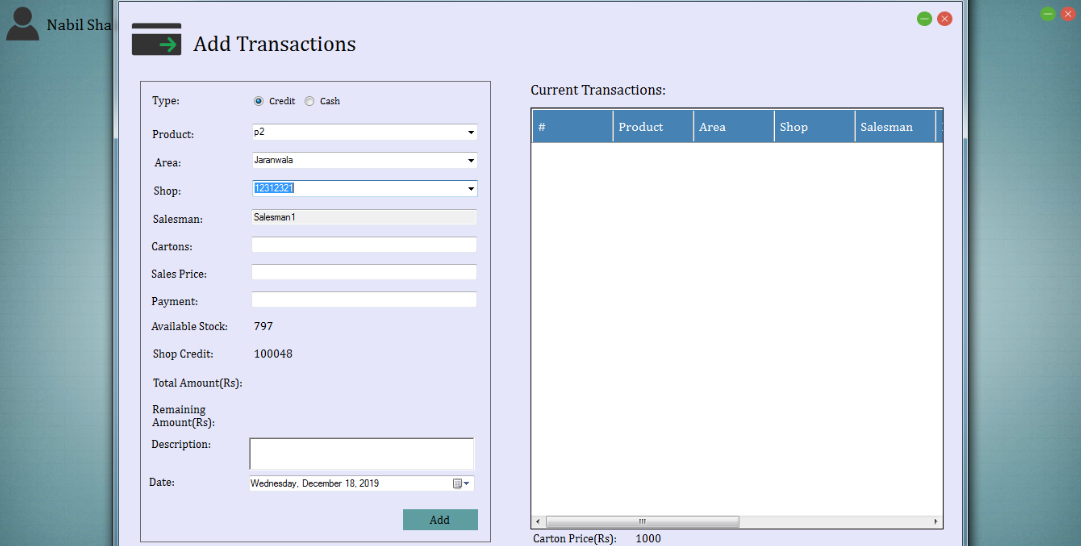 Nabil Sha
Add Transactions
Type: Credit Cash
Product: p2
Area: Jaranwala
Shop: 12312321
Salesman: Salesman1
Cartons:
Sales Price:
Payment:
Available Stock: 797
Shop Credit: 100048
Total Amount(Rs):
Remaining
Amount(Rs):
Description:
Date: Wednesday, December 18, 2019
Add
Current Transactions:
# Product Area Shop Salesman
Carton Price(Rs): 1000